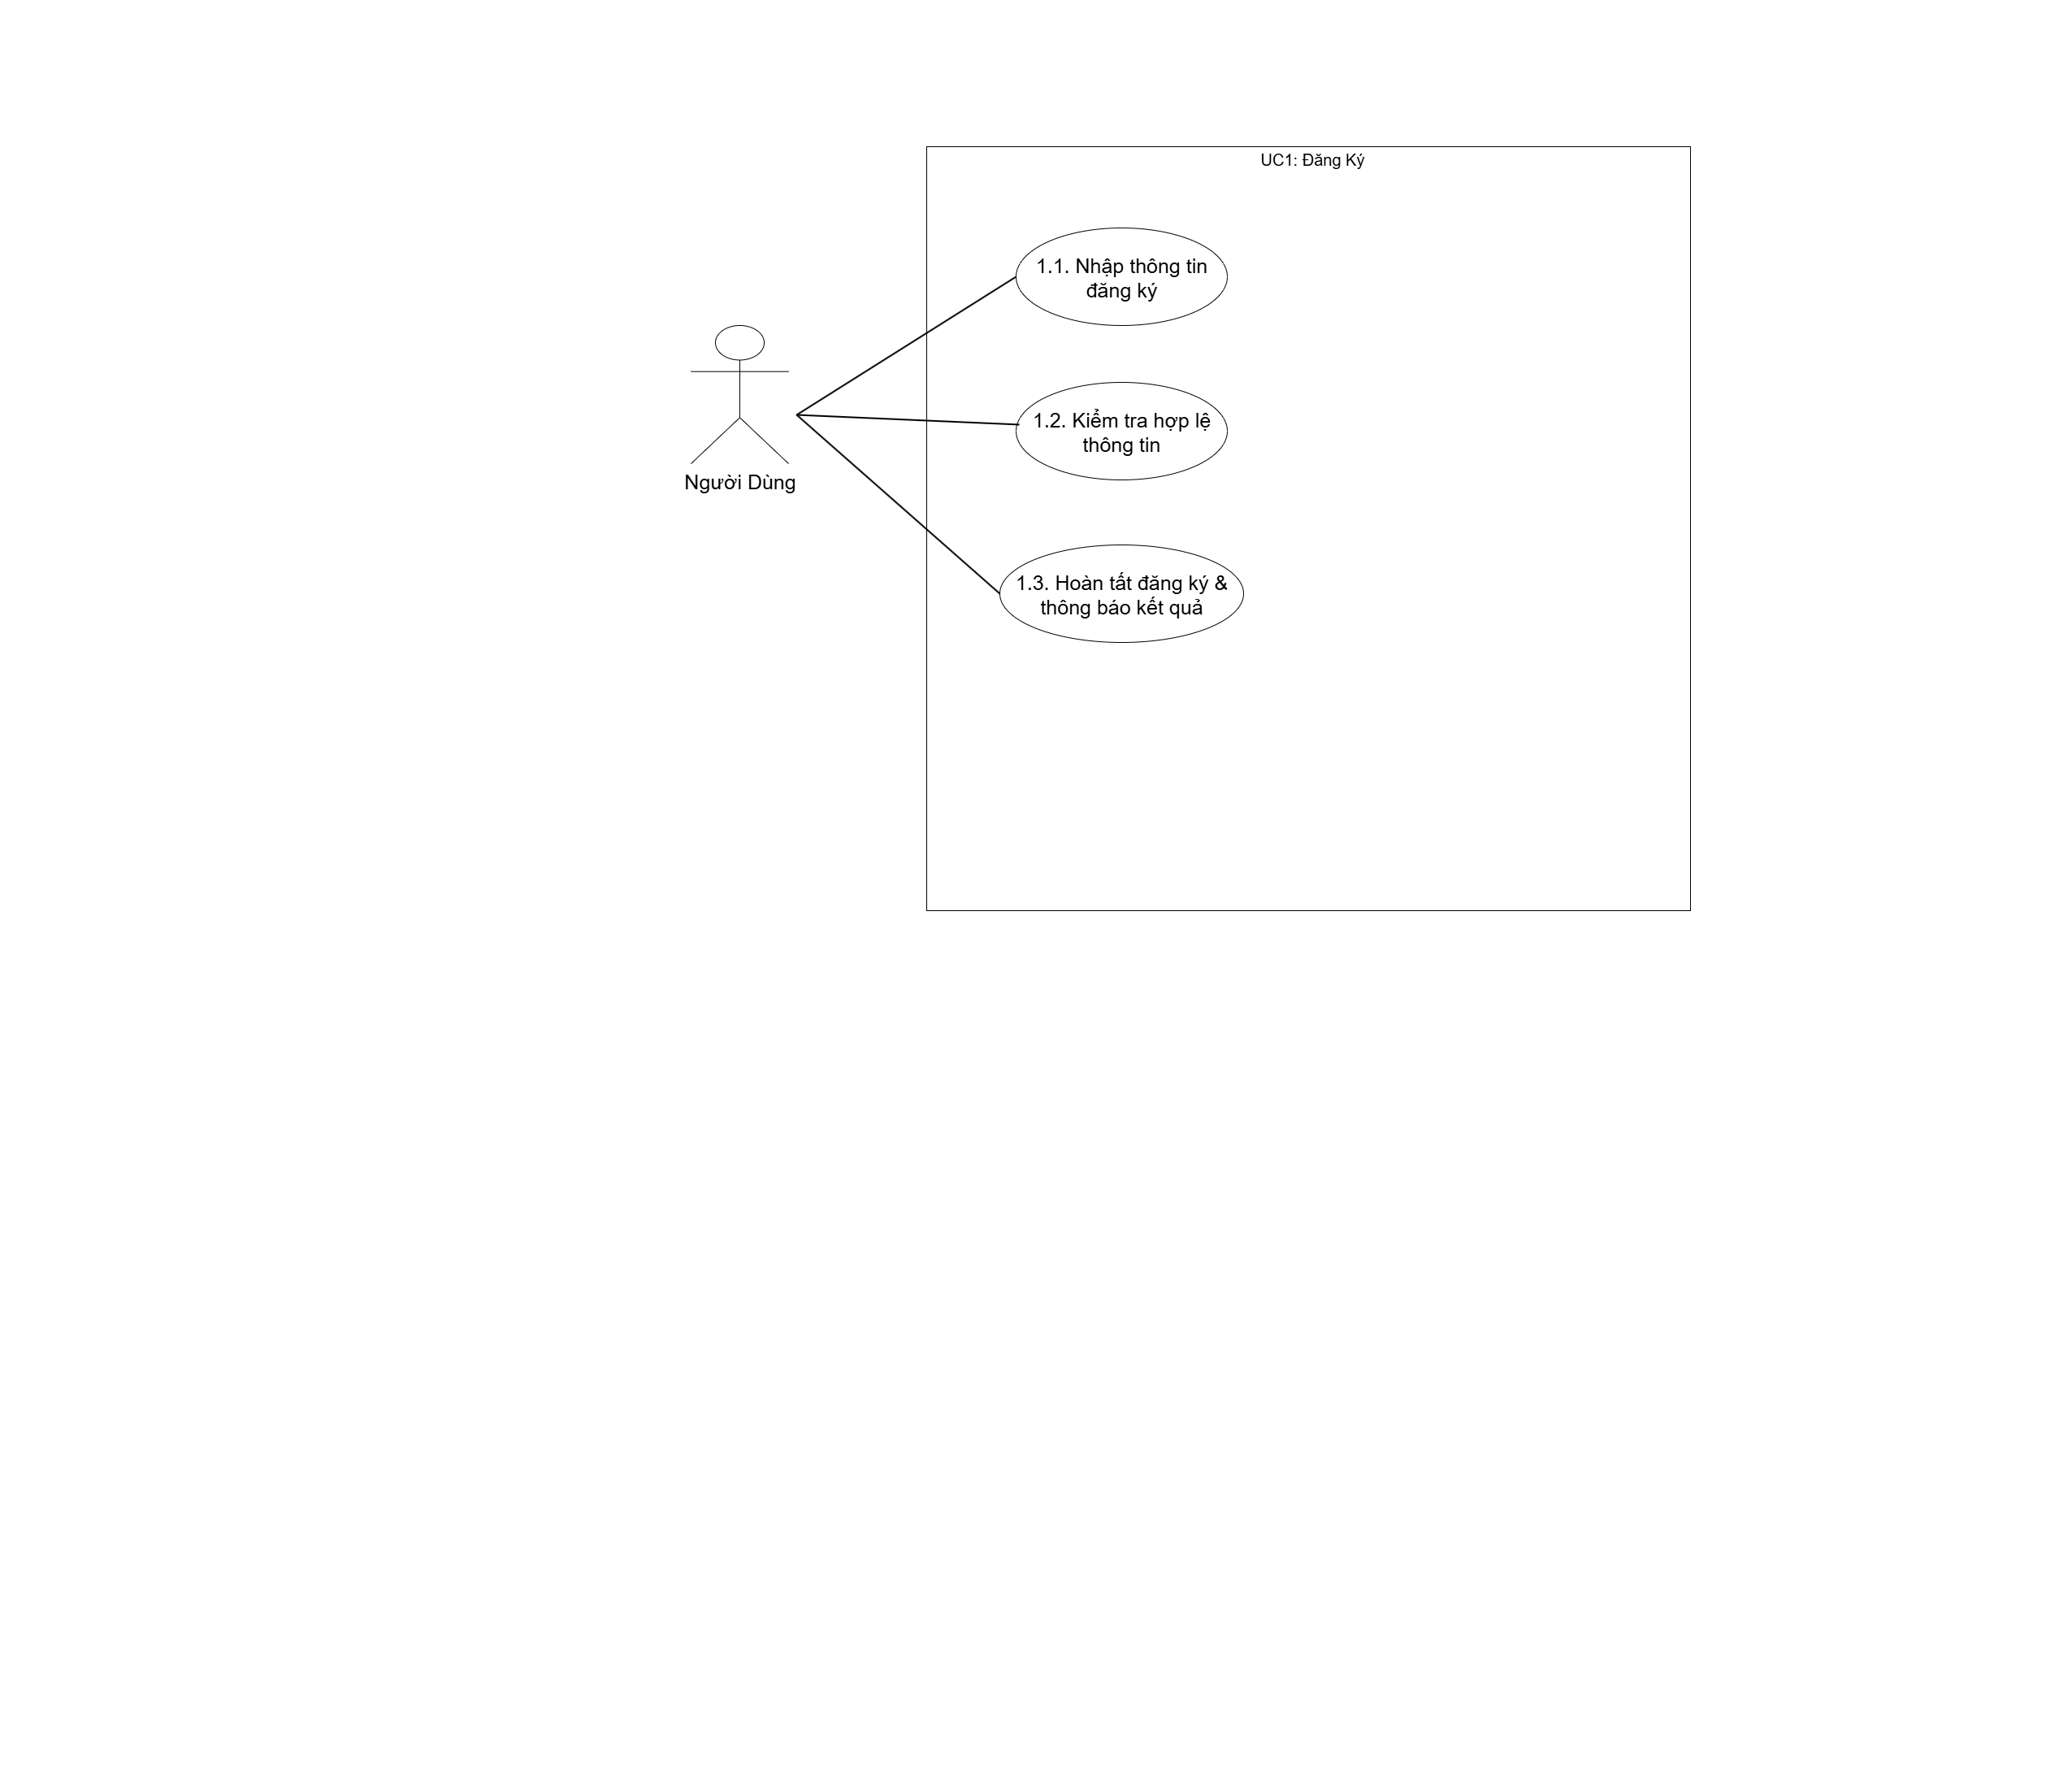 UC1: Đăng Ký
1.1. Nhập thông tin
đăng ký
1.2. Kiểm tra hợp lệ
thông tin
Người Dùng
1.3. Hoàn tất đăng ký &
thông báo kết quả